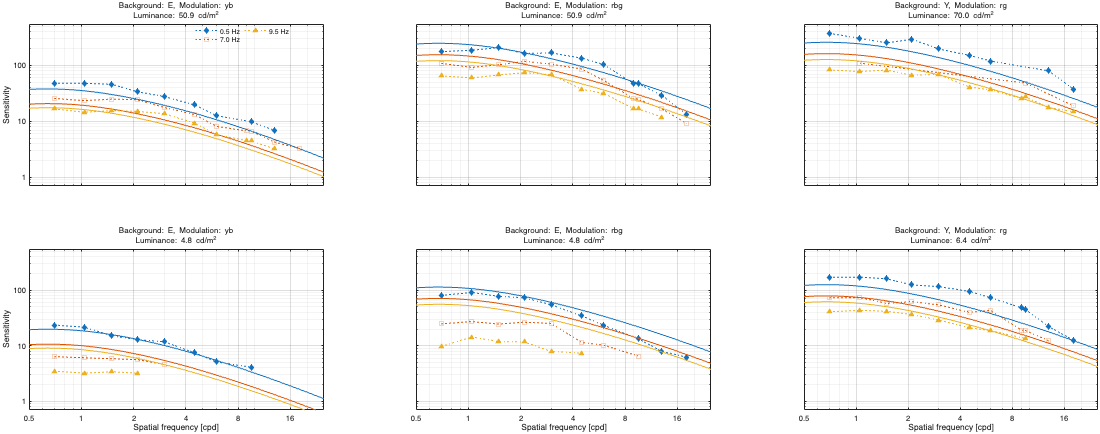 Background: E, Modulation: yb
Luminance: 50.9 cd/m²
0.5 Hz
9.5 Hz
7.0 Hz
100
10
1
Sensitivity
Background: E, Modulation: rbg
Luminance: 50.9 cd/m²
Background: Y, Modulation: rg
Luminance: 70.0 cd/m²
Background: E, Modulation: yb
Luminance: 4.8 cd/m²
100
10
1
Sensitivity
0.5 1 2 4 8 16
Spatial frequency [cpd]
Background: E, Modulation: rbg
Luminance: 4.8 cd/m²
0.5 1 2 4 8 16
Spatial frequency [cpd]
Background: Y, Modulation: rg
Luminance: 6.4 cd/m²
0.5 1 2 4 8 16
Spatial frequency [cpd]